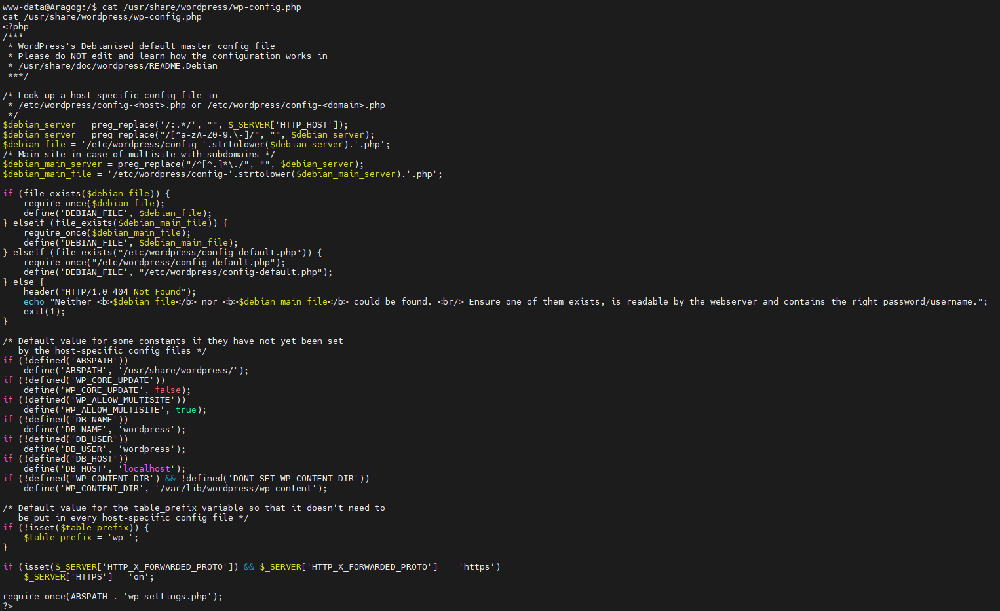 www-data@Aragog:/$ cat /usr/share/wordpress/wp-config.php
cat /usr/share/wordpress/wp-config.php
<?php
/***
 * WordPress's Debianised default master config file
 * Please do NOT edit and learn how the configuration works in
 * /usr/share/doc/wordpress/README.Debian
 ***/

/* Look up a host-specific config file in
 * /etc/wordpress/config-<host>.php or /etc/wordpress/config-<domain>.php
 */
$debian_server = preg_replace('/:.*/', "", $_SERVER['HTTP_HOST']);
$debian_server = preg_replace("/[^a-zA-Z0-9.\-]/", "", $debian_server);
$debian_file = '/etc/wordpress/config-'.strtolower($debian_server).'.php';
/* Main site in case of multisite with subdomains */
$debian_main_server = preg_replace("/^[^.]*\./", "", $debian_server);
$debian_main_file = '/etc/wordpress/config-'.strtolower($debian_main_server).'.php';

if (file_exists($debian_file)) {
    require_once($debian_file);
    define('DEBIAN_FILE', $debian_file);
} elseif (file_exists($debian_main_file)) {
    require_once($debian_main_file);
    define('DEBIAN_FILE', $debian_main_file);
} elseif (file_exists("/etc/wordpress/config-default.php")) {
    require_once("/etc/wordpress/config-default.php");
    define('DEBIAN_FILE', "/etc/wordpress/config-default.php");
} else {
    header("HTTP/1.0 404 Not Found");
    echo "Neither <b>$debian_file</b> nor <b>$debian_main_file</b> could be found. <br/> Ensure one of them exists, is readable by the webserver and contains the right password/username.";
    exit(1);
}

/* Default value for some constants if they have not yet been set
   by the host-specific config files */
if (!defined('ABSPATH'))
    define('ABSPATH', '/usr/share/wordpress/');
if (!defined('WP_CORE_UPDATE'))
    define('WP_CORE_UPDATE', false);
if (!defined('WP_ALLOW_MULTISITE'))
    define('WP_ALLOW_MULTISITE', true);
if (!defined('DB_NAME'))
    define('DB_NAME', 'wordpress');
if (!defined('DB_USER'))
    define('DB_USER', 'wordpress');
if (!defined('DB_HOST'))
    define('DB_HOST', 'localhost');
if (!defined('WP_CONTENT_DIR') && !defined('DONT_SET_WP_CONTENT_DIR'))
    define('WP_CONTENT_DIR', '/var/lib/wordpress/wp-content');

/* Default value for the table_prefix variable so that it doesn't need to
   be put in every host-specific config file */
if (!isset($table_prefix)) {
    $table_prefix = 'wp_';
}

if (isset($_SERVER['HTTP_X_FORWARDED_PROTO']) && $_SERVER['HTTP_X_FORWARDED_PROTO'] == 'https')
    $_SERVER['HTTPS'] = 'on';

require_once(ABSPATH . 'wp-settings.php');
?>